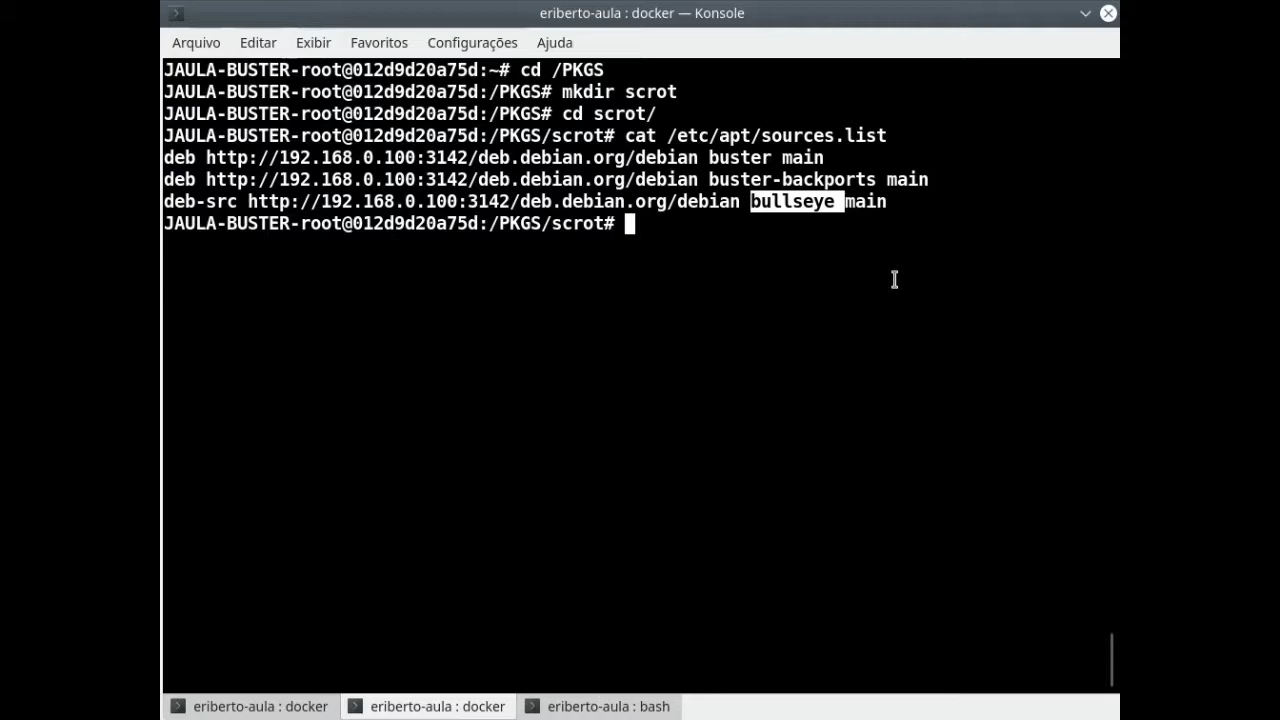 eriberto-aula : docker — Konsole
Arquivo Editar Exibir Favoritos Configurações Ajuda
JAULA-BUSTER-root@012d9d20a75d:~# cd /PKGS
JAULA-BUSTER-root@012d9d20a75d:/PKGS# mkdir scrot
JAULA-BUSTER-root@012d9d20a75d:/PKGS# cd scrot/
JAULA-BUSTER-root@012d9d20a75d:/PKGS/scrot# cat /etc/apt/sources.list
deb http://192.168.0.100:3142/deb.debian.org/debian buster main
deb http://192.168.0.100:3142/deb.debian.org/debian buster-backports main
deb-src http://192.168.0.100:3142/deb.debian.org/debian bullseye main
JAULA-BUSTER-root@012d9d20a75d:/PKGS/scrot#
eriberto-aula : docker eriberto-aula : docker eriberto-aula : bash